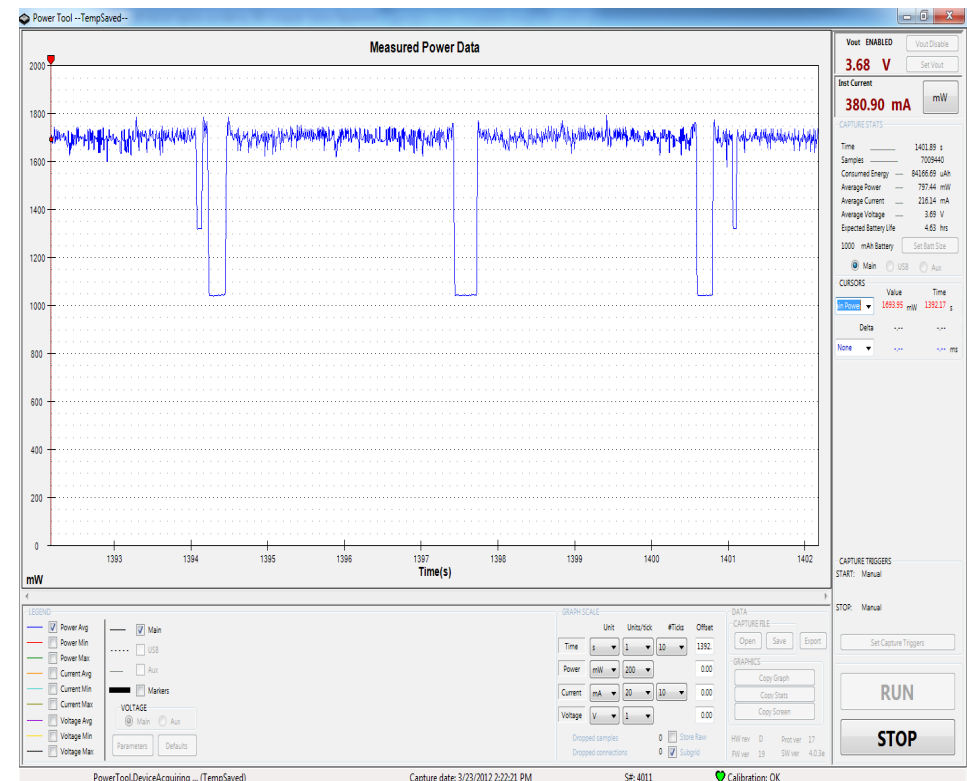 Power Tool --TempSaved--
Measured Power Data
2000
1800
1600
1400
1200
1000
800
600
400
200
0
1393 1394 1395 1396 1397 1398 1399 1400 1401 1402
mW
Time(s)
Vout ENABLED Vout Disable
3.68 V Set Vout
Inst Current
380.90 mA mW
CAPTURE STATS
Time 1401.89 s
Samples 7009440
Consumed Energy 84166.69 uAh
Average Power 797.44 mW
Average Current 216.14 mA
Average Voltage 3.69 V
Expected Battery Life 4.63 hrs
1000 mAh Battery Set Batt Size
Main USB Aux
CURSORS
Value Time
in Power 1693.95 mW 1392.17 s
Delta -.-- -.--
None -.-- -.-- ms
CAPTURE TRIGGERS
START: Manual
STOP: Manual
Set Capture Triggers
RUN
STOP
LEGEND
Power Avg Main
Power Min USB
Power Max
Current Avg Aux
Current Min Markers
Current Max
Voltage Avg
Voltage Min
Voltage Max
VOLTAGE
Main Aux
Parameters Defaults
GRAPH SCALE
Unit Units/tick #Ticks Offset
Time s 1 10 1392.
Power mW 200 0.00
Current mA 20 10 0.00
Voltage V 1 0.00
Dropped samples 0 Store Raw
Dropped connections 0 Subgrid
DATA
CAPTURE FILE
Open Save Export
GRAPHICS
Copy Graph
Copy Stats
Copy Screen
HW rev D Prot ver 17
FW ver 19 SW ver 4.0.3e
PowerTool.DeviceAcquiring ... (TempSaved) Capture date: 3/23/2012 2:22:21 PM S#: 4011 Calibration: OK